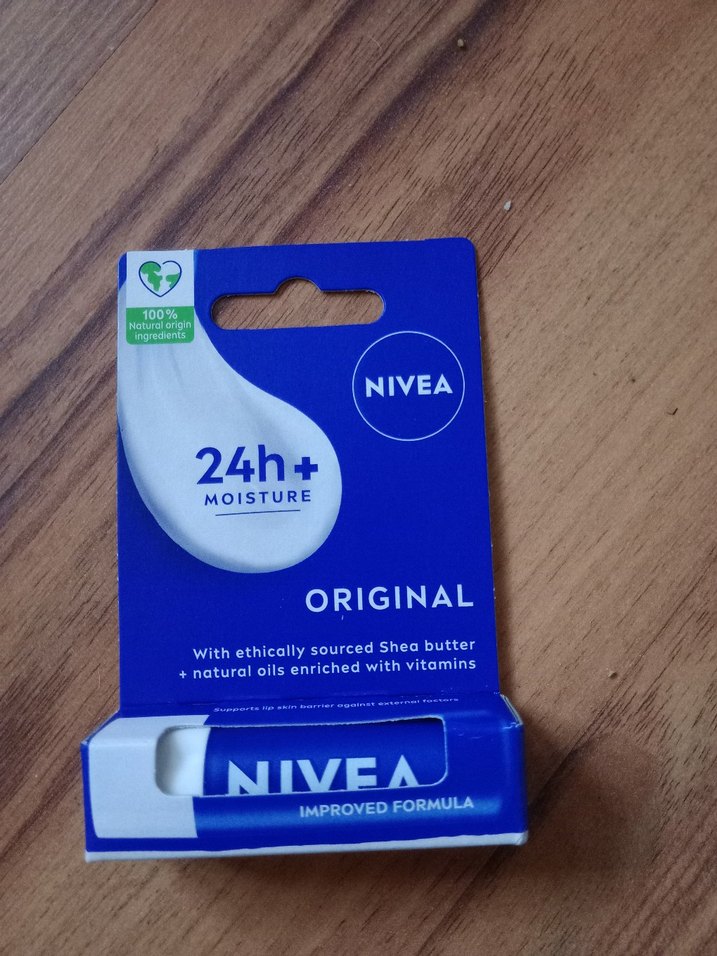 100%
Natural origin
ingredients
NIVEA
24h+
MOISTURE
ORIGINAL
With ethically sourced Shea butter
+ natural oils enriched with vitamins
Supports lip skin barrier against external factors
NIVEA
IMPROVED FORMULA